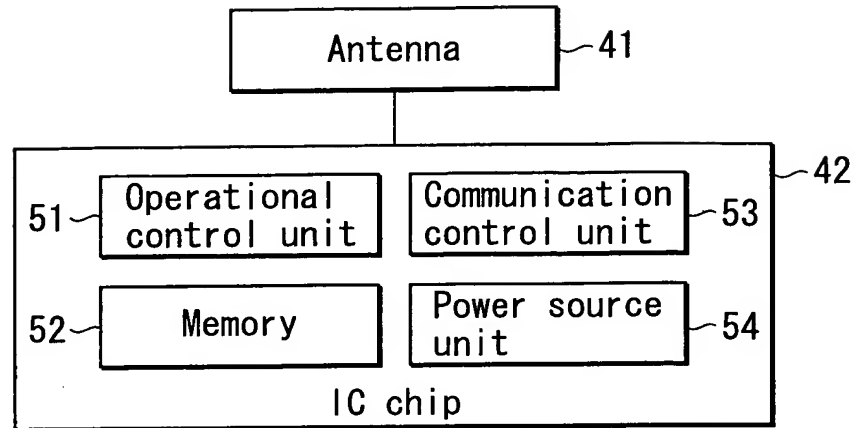 Antenna
41
42
51
Operational
control unit
Communication
control unit
53
52
Memory
Power source
unit
54
IC chip